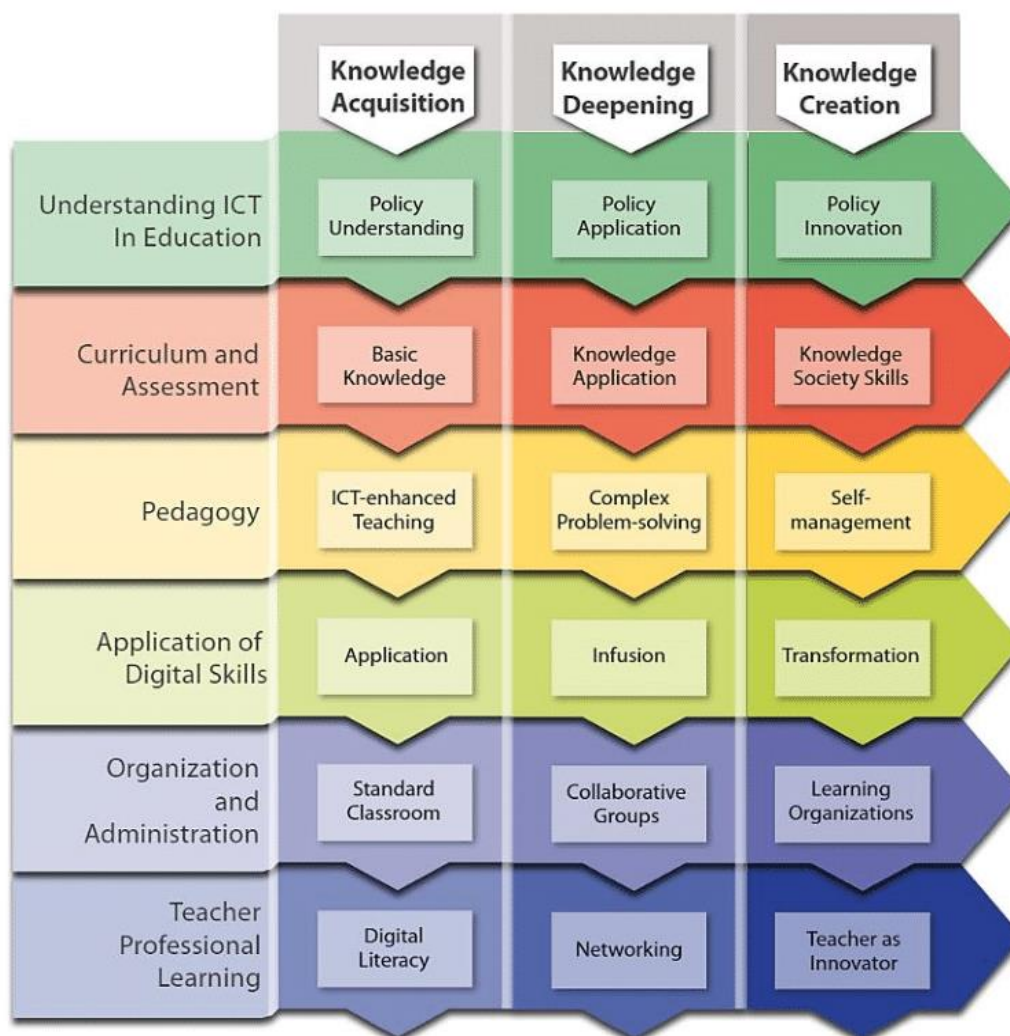 Knowledge
Acquisition
Knowledge
Deepening
Knowledge
Creation
Understanding ICT
In Education
Policy
Understanding
Policy
Application
Policy
Innovation
Curriculum and
Assessment
Basic
Knowledge
Knowledge
Application
Knowledge
Society Skills
Pedagogy
ICT-enhanced
Teaching
Complex
Problem-solving
Self-
management
Application of
Digital Skills
Application
Infusion
Transformation
Organization
and
Administration
Standard
Classroom
Collaborative
Groups
Learning
Organizations
Teacher
Professional
Learning
Digital
Literacy
Networking
Teacher as
Innovator